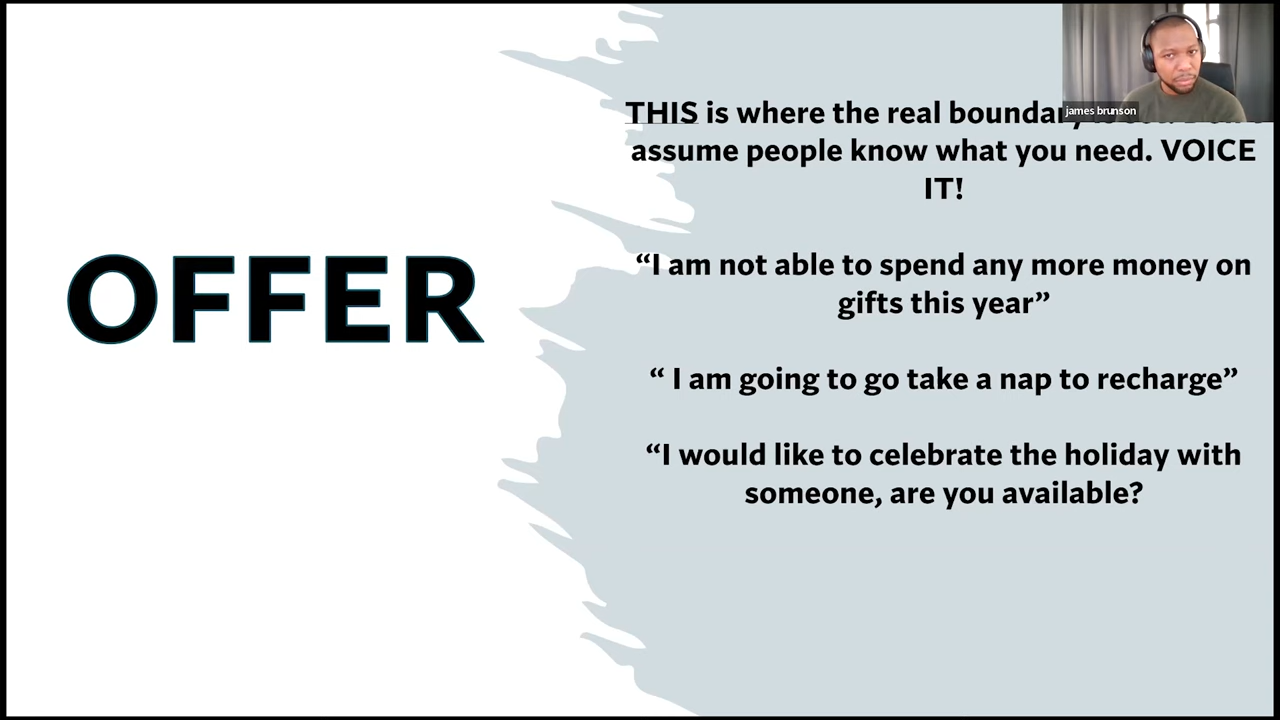 OFFER
THIS is where the real boundary
assume people know what you need. VOICE
IT!
“I am not able to spend any more money on
gifts this year”
“ I am going to go take a nap to recharge”
“I would like to celebrate the holiday with
someone, are you available?
james brunson